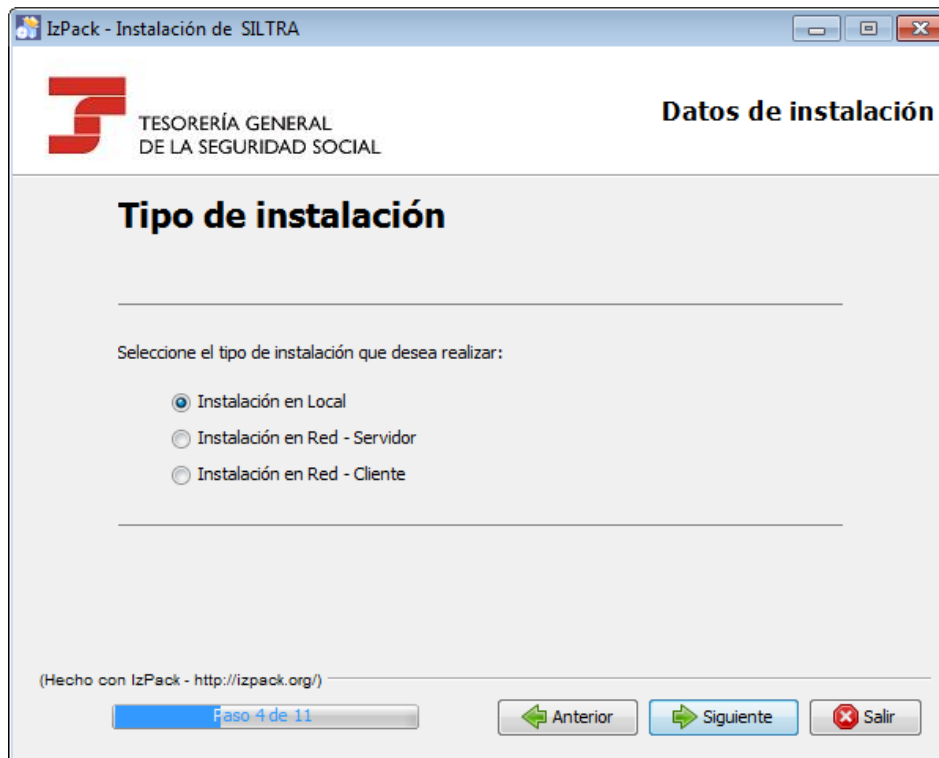 IzPack - Instalación de SILTRA
TESORERÍA GENERAL
DE LA SEGURIDAD SOCIAL
Datos de instalación
Tipo de instalación
Seleccione el tipo de instalación que desea realizar:
Instalación en Local
Instalación en Red - Servidor
Instalación en Red - Cliente
(Hecho con IzPack - http://izpack.org/)
Paso 4 de 11
Anterior
Siguiente
Salir